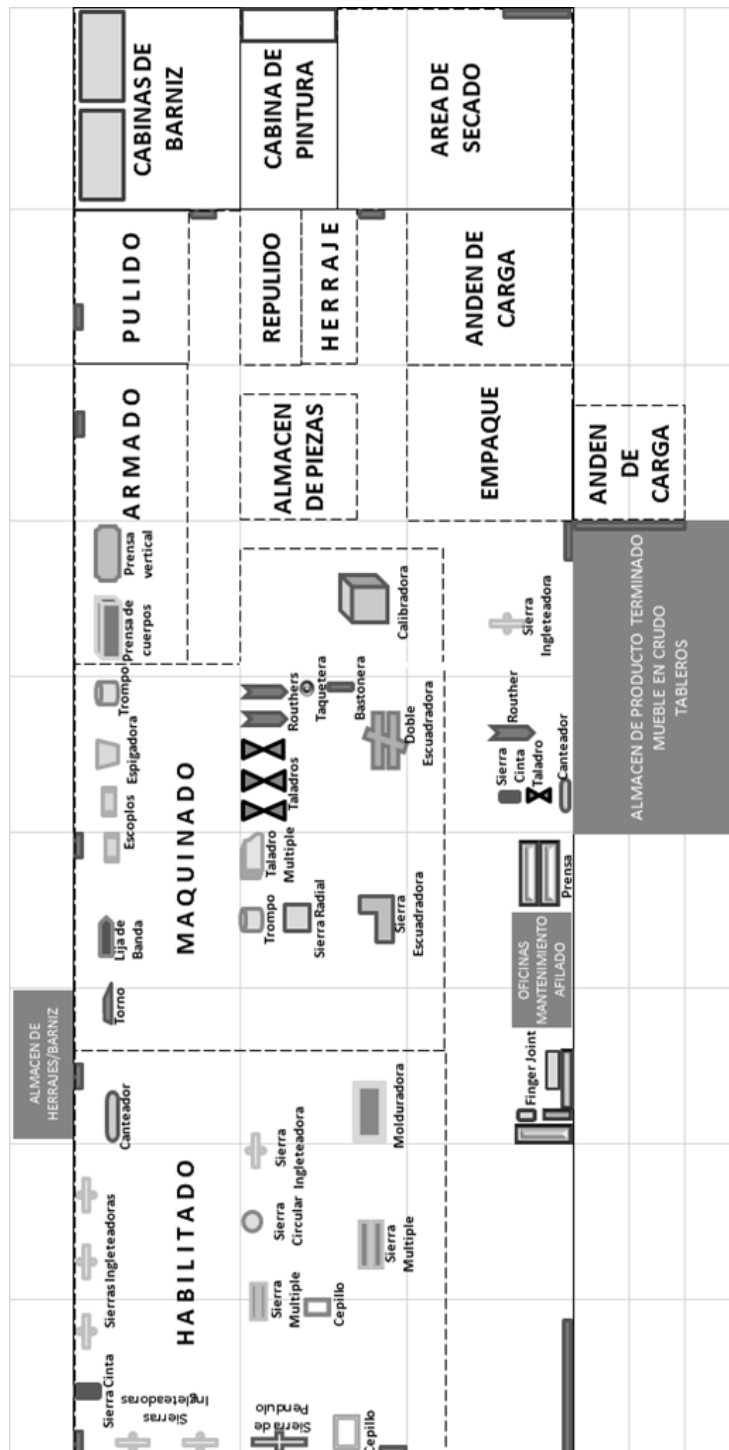 CABINAS DE
BARNIZ
CABINA DE
PINTURA
AREA DE
SECADO
PULIDO
REPULIDO
HERRAJE
ANDEN DE
CARGA
ARMADO
ALMACEN
DE PIEZAS
EMPAQUE
ANDEN
DE
CARGA
Prensa
vertical
Prensa de
cuerpos
Calibradora
Sierra
Ingleteadora
ALMACEN DE PRODUCTO TERMINADO
MUEBLE EN CRUDO
TABLEROS
MAQUINADO
Trompo
Espigadora
Escoplos
Lija de
Banda
Torno
Routhers
Taquetera
Bastonera
Taladros
Doble
Escuadradora
Taladro
Multiple
Trompo
Sierra Radial
Sierra
Escuadradora
Routher
Sierra
Cinta
Taladro
Canteador
Prensa
OFICINAS
MANTENIMIENTO
AFILADO
ALMACEN DE
HERRAJES/BARNIZ
Finger Joint
HABILITADO
Canteador
Sierras Ingleteadoras
Sierra Cinta
Sierras
Ingleteadoras
Sierra
Ingleteadora
Sierra
Circular
Sierra
Multiple
Cepillo
Molduradora
Sierra
Multiple
Sierra de
Pendulo
Cepillo